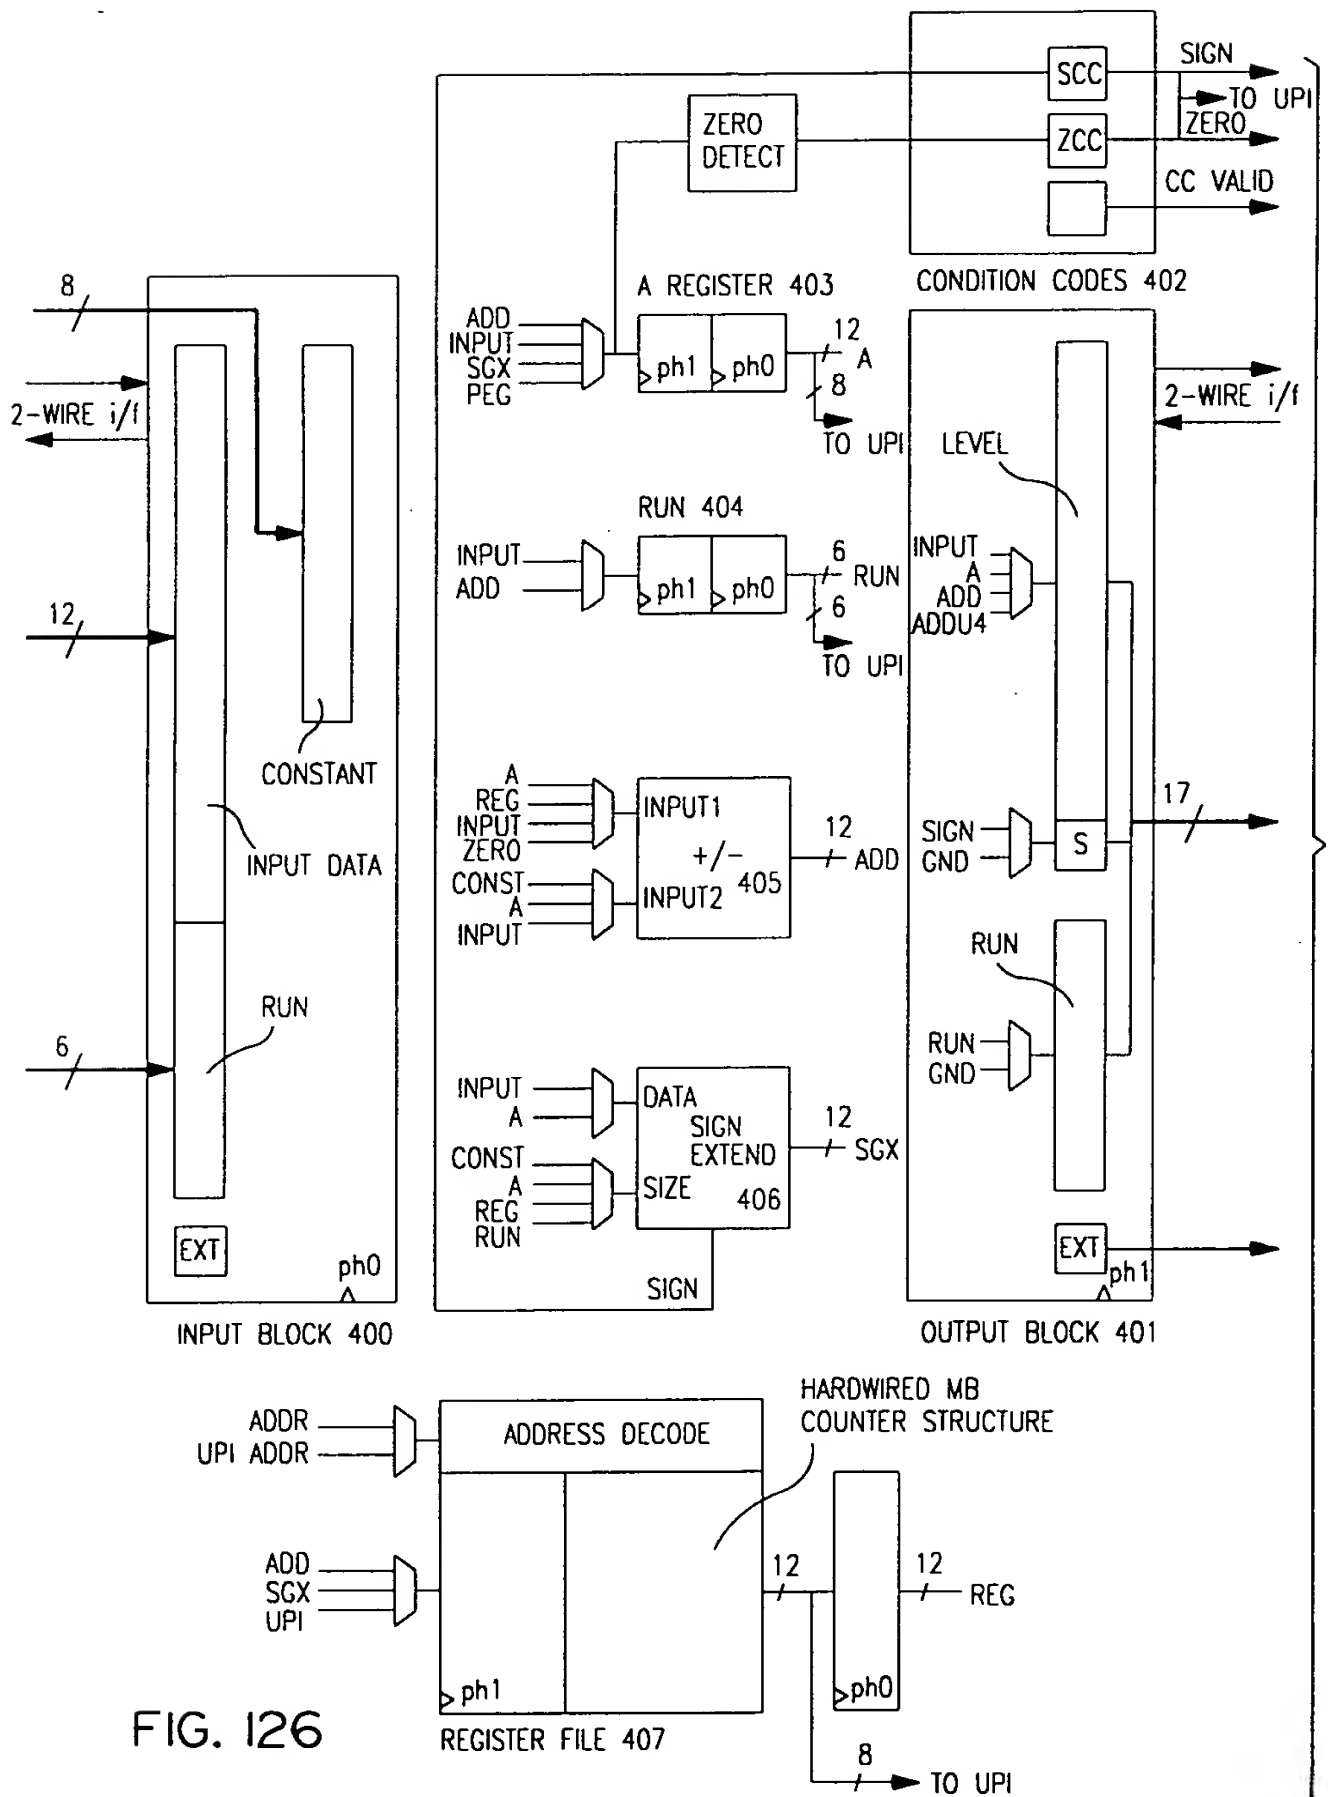 SIGN
SCC
TO UPI
ZERO
DETECT
ZCC
ZERO
CC VALID
CONDITION CODES 402
8
A REGISTER 403
ADD
INPUT
SGX
PEG
ph1
ph0
12
A
8
TO UPI
2-WIRE i/f
2-WIRE i/f
LEVEL
RUN 404
INPUT
ADD
ph1
ph0
6
RUN
6
TO UPI
INPUT
A
ADD
ADDU4
12
CONSTANT
INPUT DATA
A
REG
INPUT
ZERO
CONST
A
INPUT
INPUT1
+/-
405
INPUT2
12
ADD
SIGN
GND
S
17
RUN
RUN
6
RUN
GND
INPUT
A
CONST
A
REG
RUN
DATA
SIGN
EXTEND
SIZE
406
12
SGX
EXT
ph0
SIGN
EXT
ph1
INPUT BLOCK 400
OUTPUT BLOCK 401
HARDWIRED MB
COUNTER STRUCTURE
ADDR
UPI ADDR
ADDRESS DECODE
ADD
SGX
UPI
12
12
REG
ph1
ph0
FIG. 126
REGISTER FILE 407
8
TO UPI